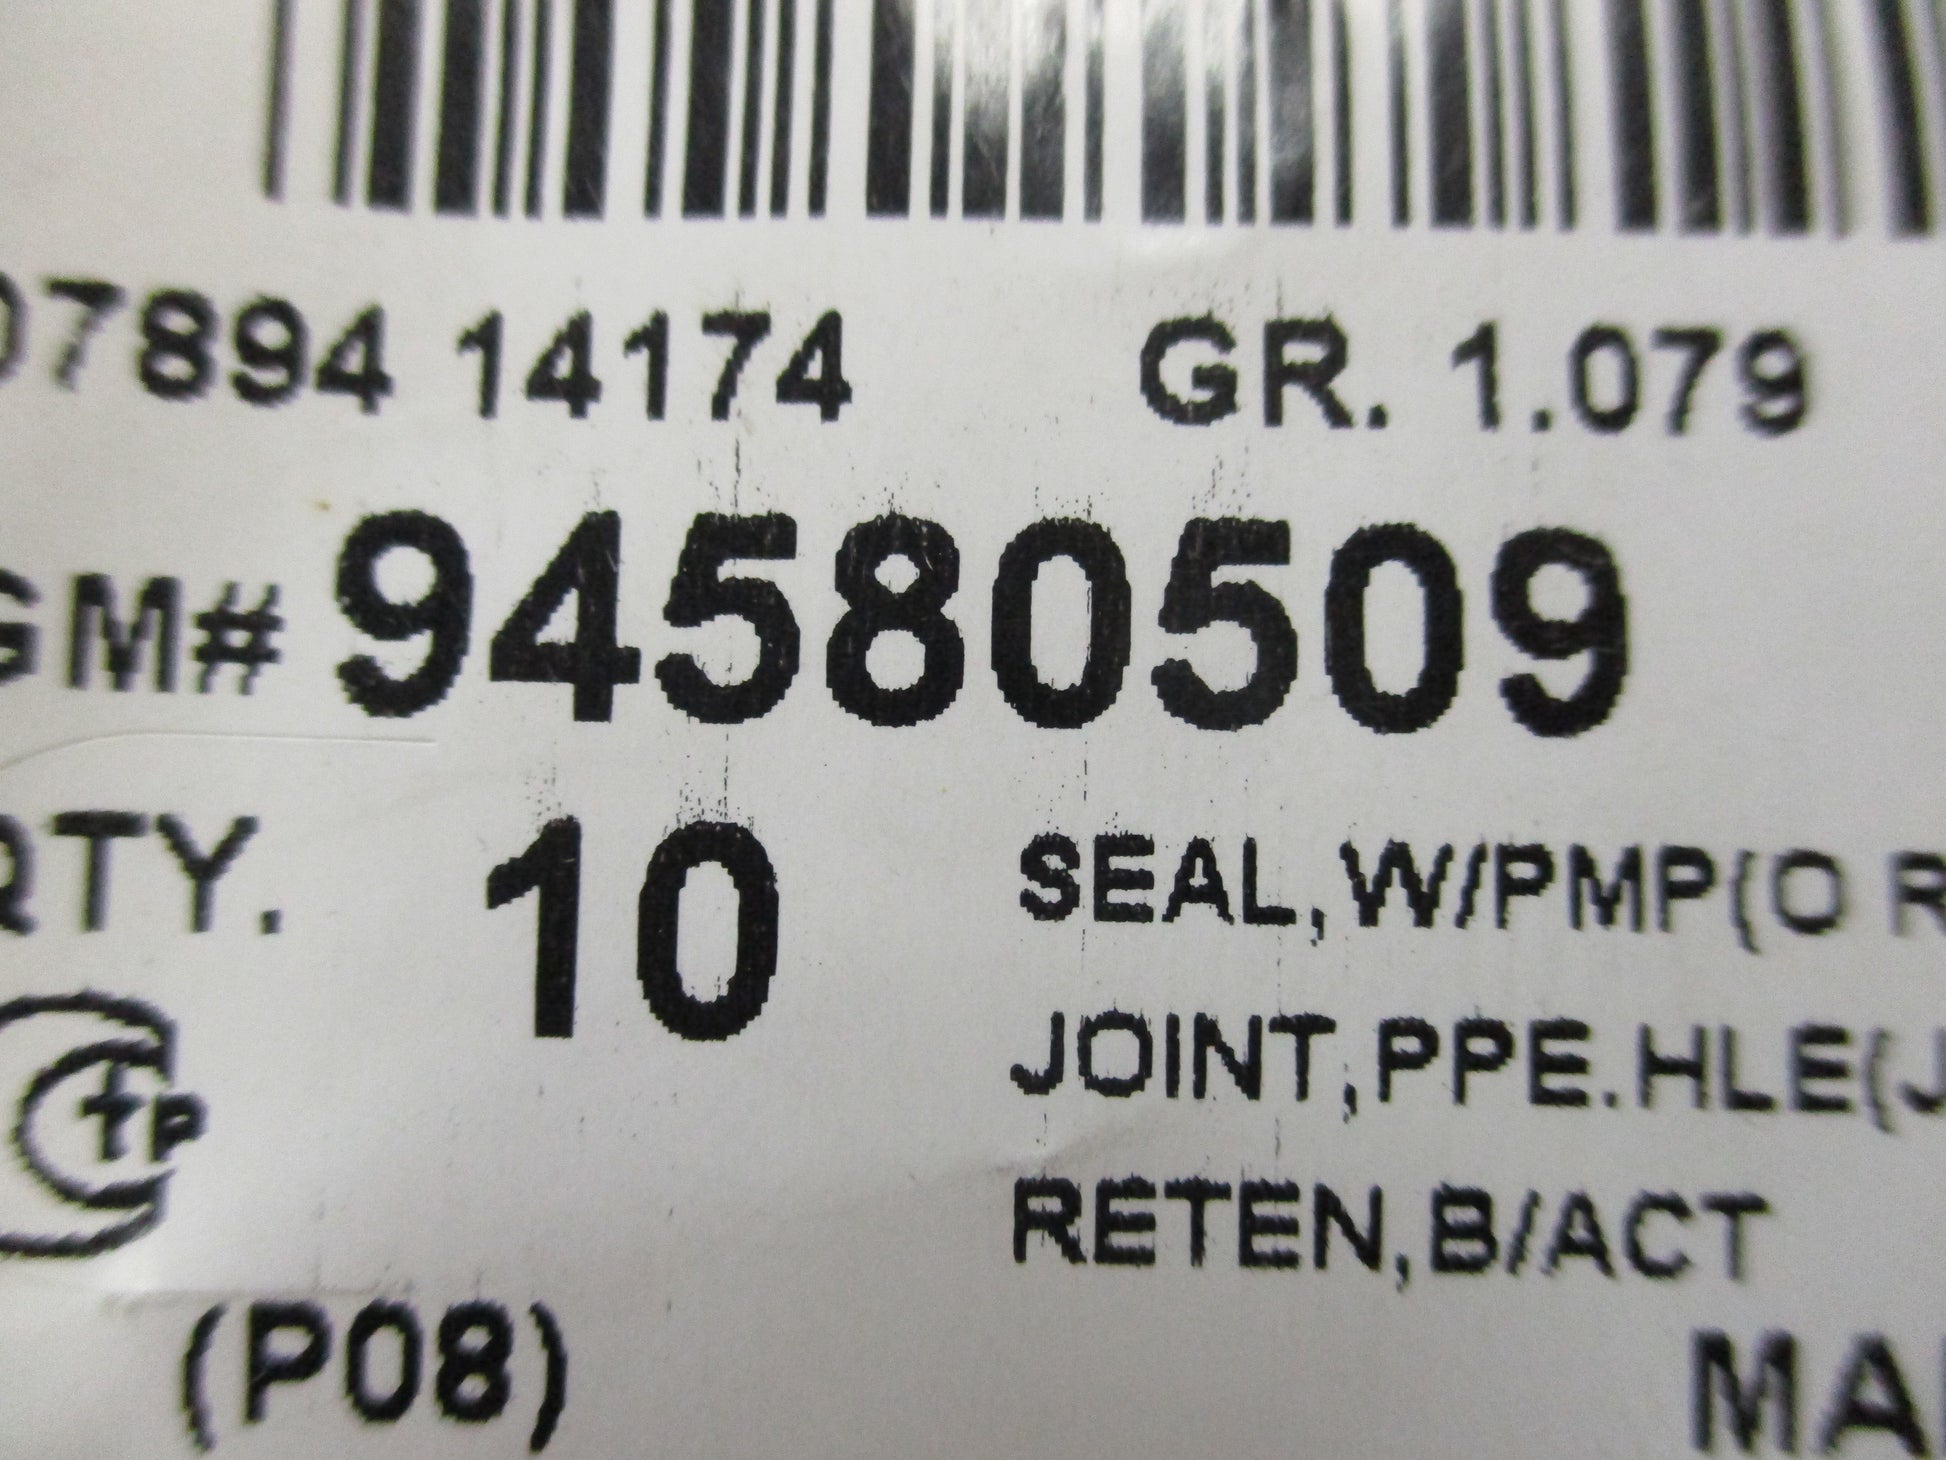 07894 14174 GR. 1.079
GM# 94580509
QTY. 10
SEAL,W/PMP(O R
JOINT,PPE.HLE(J
RETEN,B/ACT
(P08)
MA